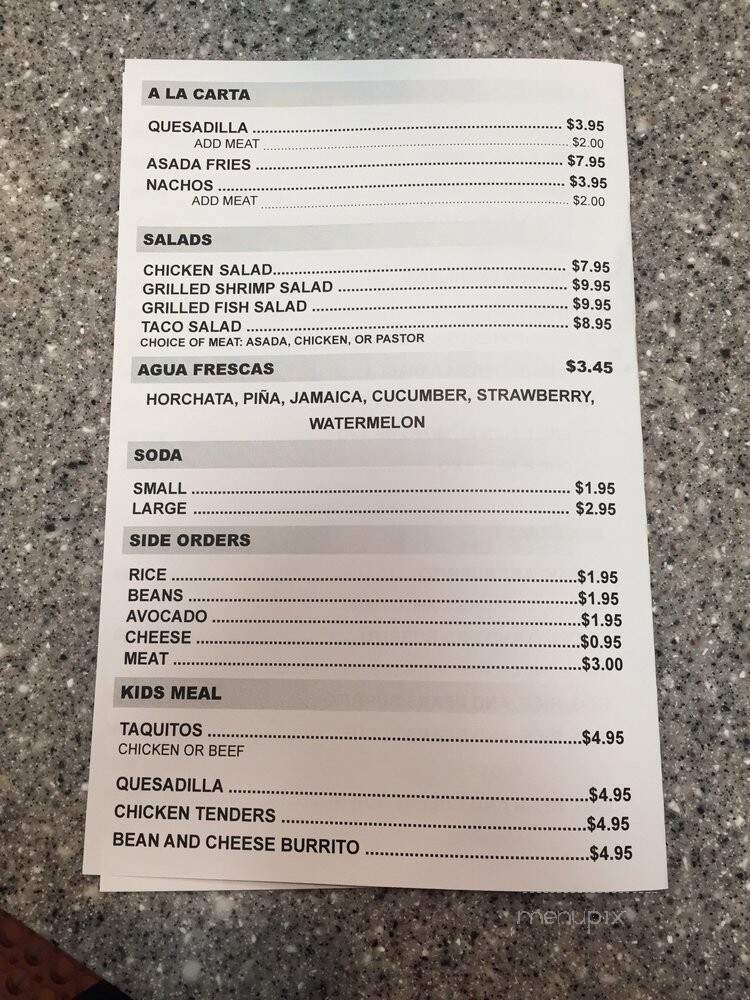 A LA CARTA
QUESADILLA ........ $3.95
ADD MEAT ........ $2.00
ASADA FRIES ........ $7.95
NACHOS ........ $3.95
ADD MEAT ........ $2.00
SALADS
CHICKEN SALAD........ $7.95
GRILLED SHRIMP SALAD ........ $9.95
GRILLED FISH SALAD ........ $9.95
TACO SALAD ........ $8.95
CHOICE OF MEAT: ASADA, CHICKEN, OR PASTOR
AGUA FRESCAS $3.45
HORCHATA, PIÑA, JAMAICA, CUCUMBER, STRAWBERRY,
WATERMELON
SODA
SMALL ........ $1.95
LARGE ........ $2.95
SIDE ORDERS
RICE ........$1.95
BEANS ........$1.95
AVOCADO ........$1.95
CHEESE ........$0.95
MEAT ........$3.00
KIDS MEAL
TAQUITOS ........$4.95
CHICKEN OR BEEF
QUESADILLA ........$4.95
CHICKEN TENDERS ........$4.95
BEAN AND CHEESE BURRITO ........$4.95
menupix